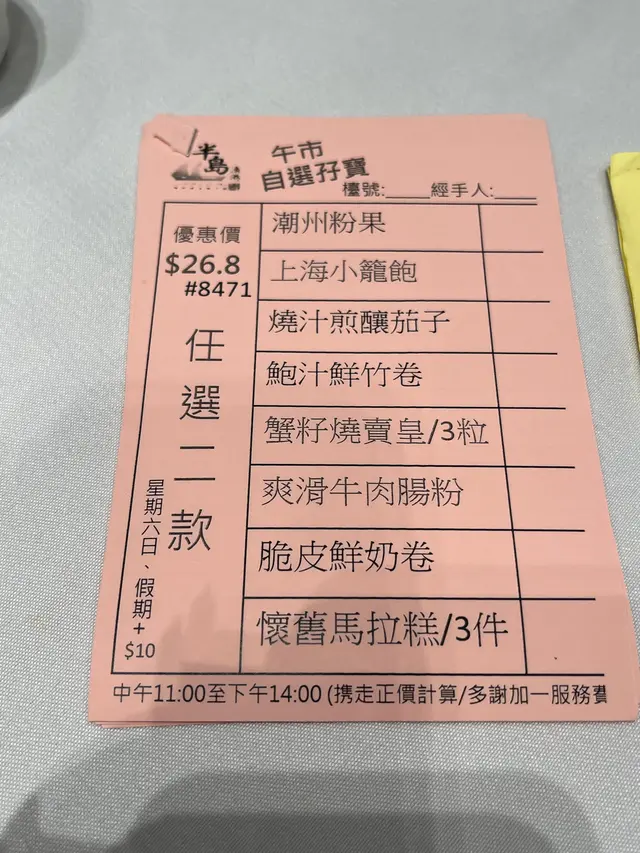 半島
午市
自選孖寶
檯號:____經手人:____
優惠價
$26.8
#8471
任選二款
星期六日、假期+$10
潮州粉果
上海小籠飽
燒汁煎釀茄子
鮑汁鮮竹卷
蟹籽燒賣皇/3粒
爽滑牛肉腸粉
脆皮鮮奶卷
懷舊馬拉糕/3件
中午11:00至下午14:00 (携走正價計算/多謝加一服務費